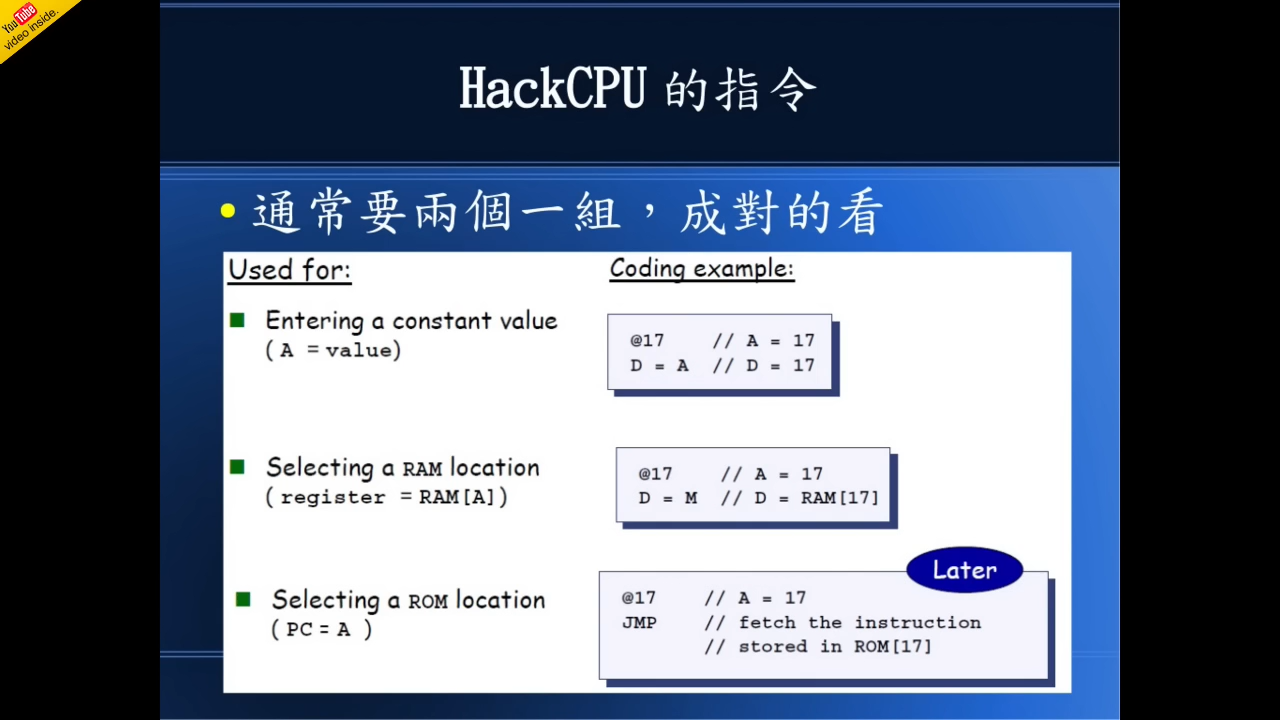 YouTube
video inside.
HackCPU 的指令
• 通常要兩個一組，成對的看
Used for:
Coding example:
Entering a constant value
( A = value)
@17 // A = 17
D = A // D = 17
Selecting a RAM location
( register = RAM[A])
@17 // A = 17
D = M // D = RAM[17]
Later
Selecting a ROM location
( PC = A )
@17 // A = 17
JMP // fetch the instruction
// stored in ROM[17]